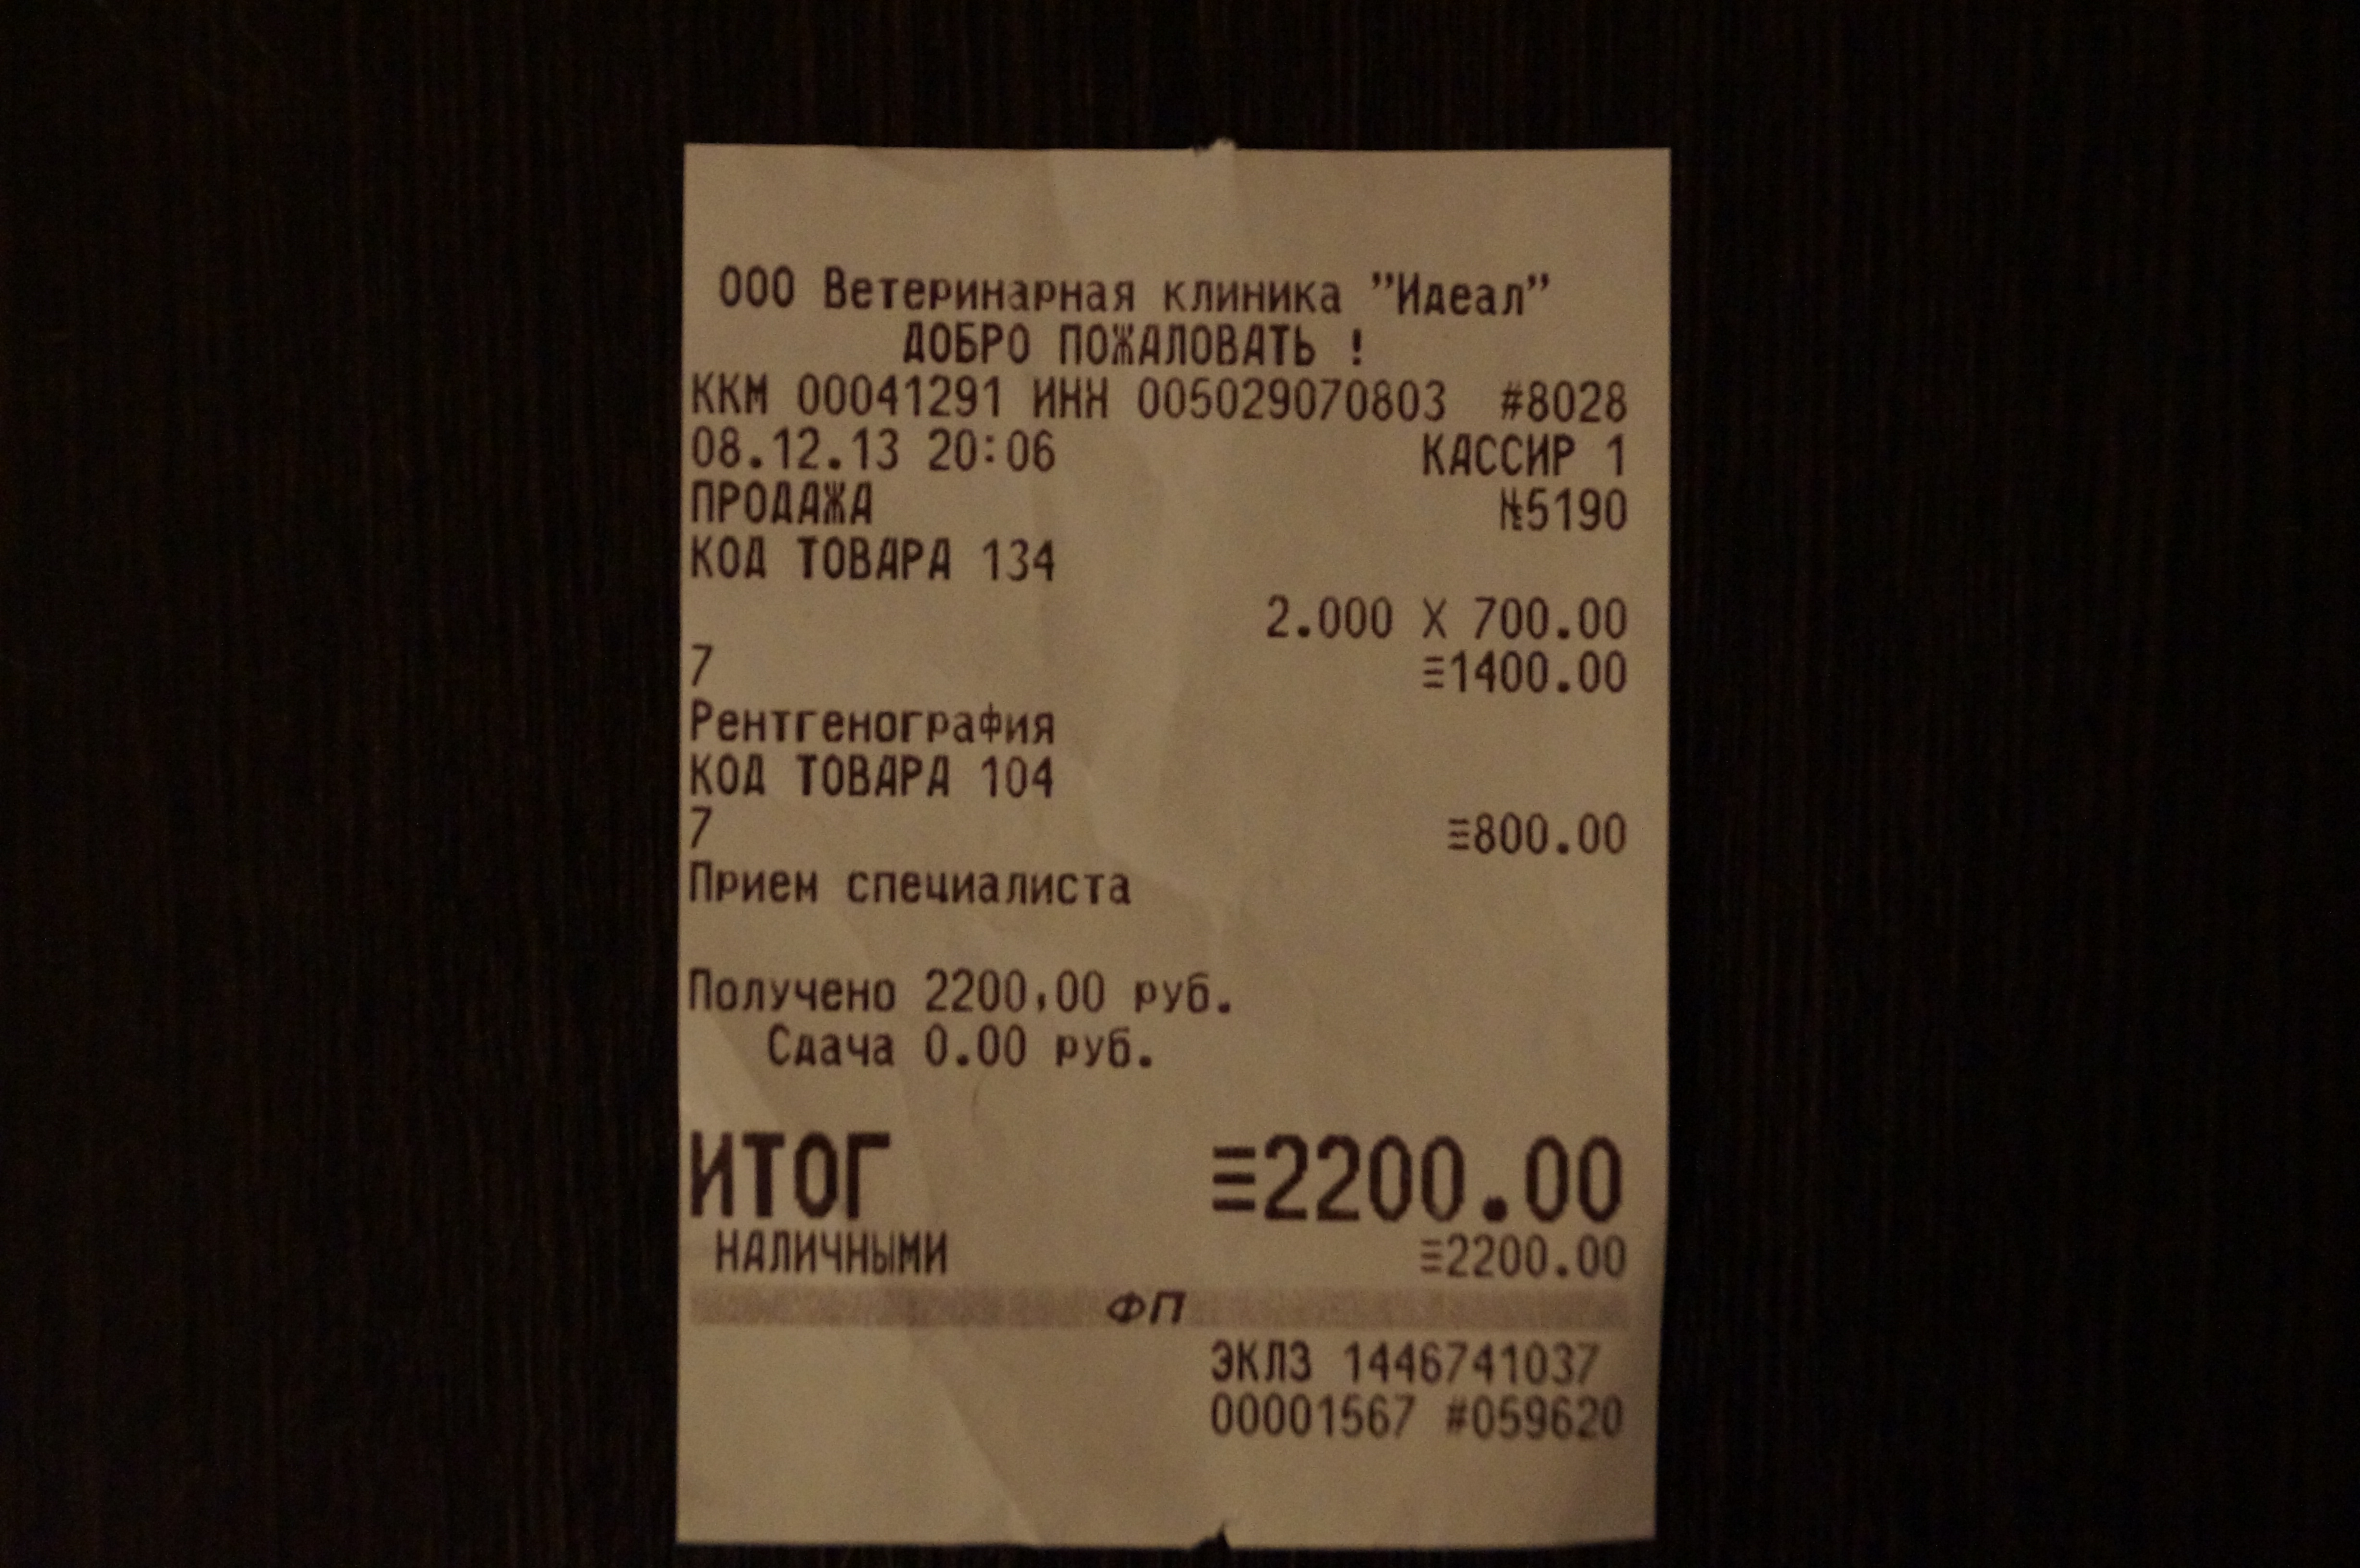 ООО Ветеринарная клиника "Идеал"
ДОБРО ПОЖАЛОВАТЬ !
ККМ 00041291 ИНН 005029070803 #8028
08.12.13 20:06 КАССИР 1
ПРОДАЖА №5190
КОД ТОВАРА 134
2.000 X 700.00
7 ≡1400.00
Рентгенография
КОД ТОВАРА 104
7 ≡800.00
Прием специалиста
Получено 2200,00 руб.
Сдача 0.00 руб.
ИТОГ ≡2200.00
НАЛИЧНЫМИ ≡2200.00
ФП
ЭКЛЗ 1446741037
00001567 #059620